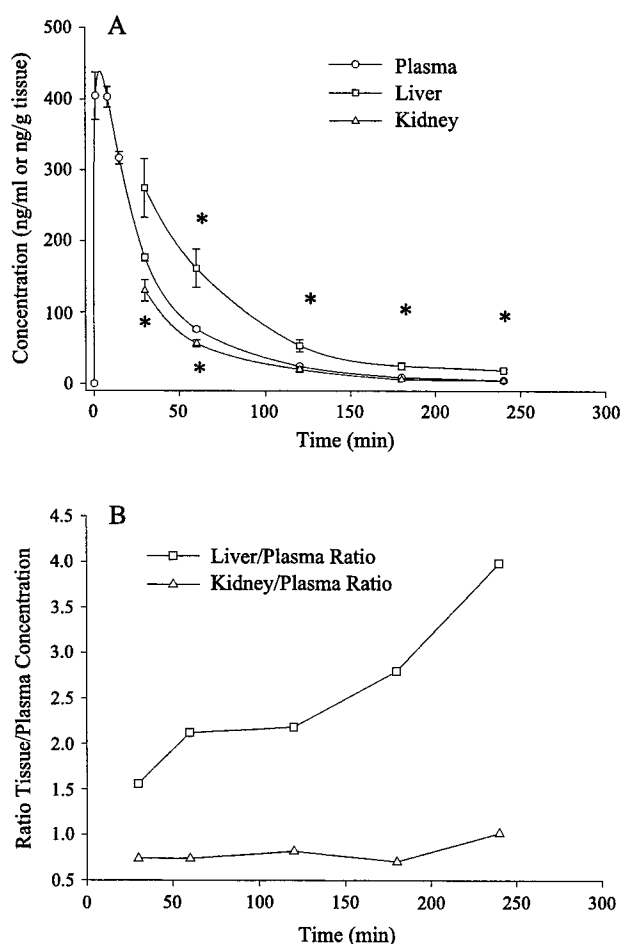 A
500
400
300
200
100
0
Concentration (ng/ml or ng/g tissue)
Plasma
Liver
Kidney
*
*
*
*
*
*
0 50 100 150 200 250 300
Time (min)
B
4.5
4.0
3.5
3.0
2.5
2.0
1.5
1.0
0.5
Ratio Tissue/Plasma Concentration
Liver/Plasma Ratio
Kidney/Plasma Ratio
0 50 100 150 200 250 300
Time (min)